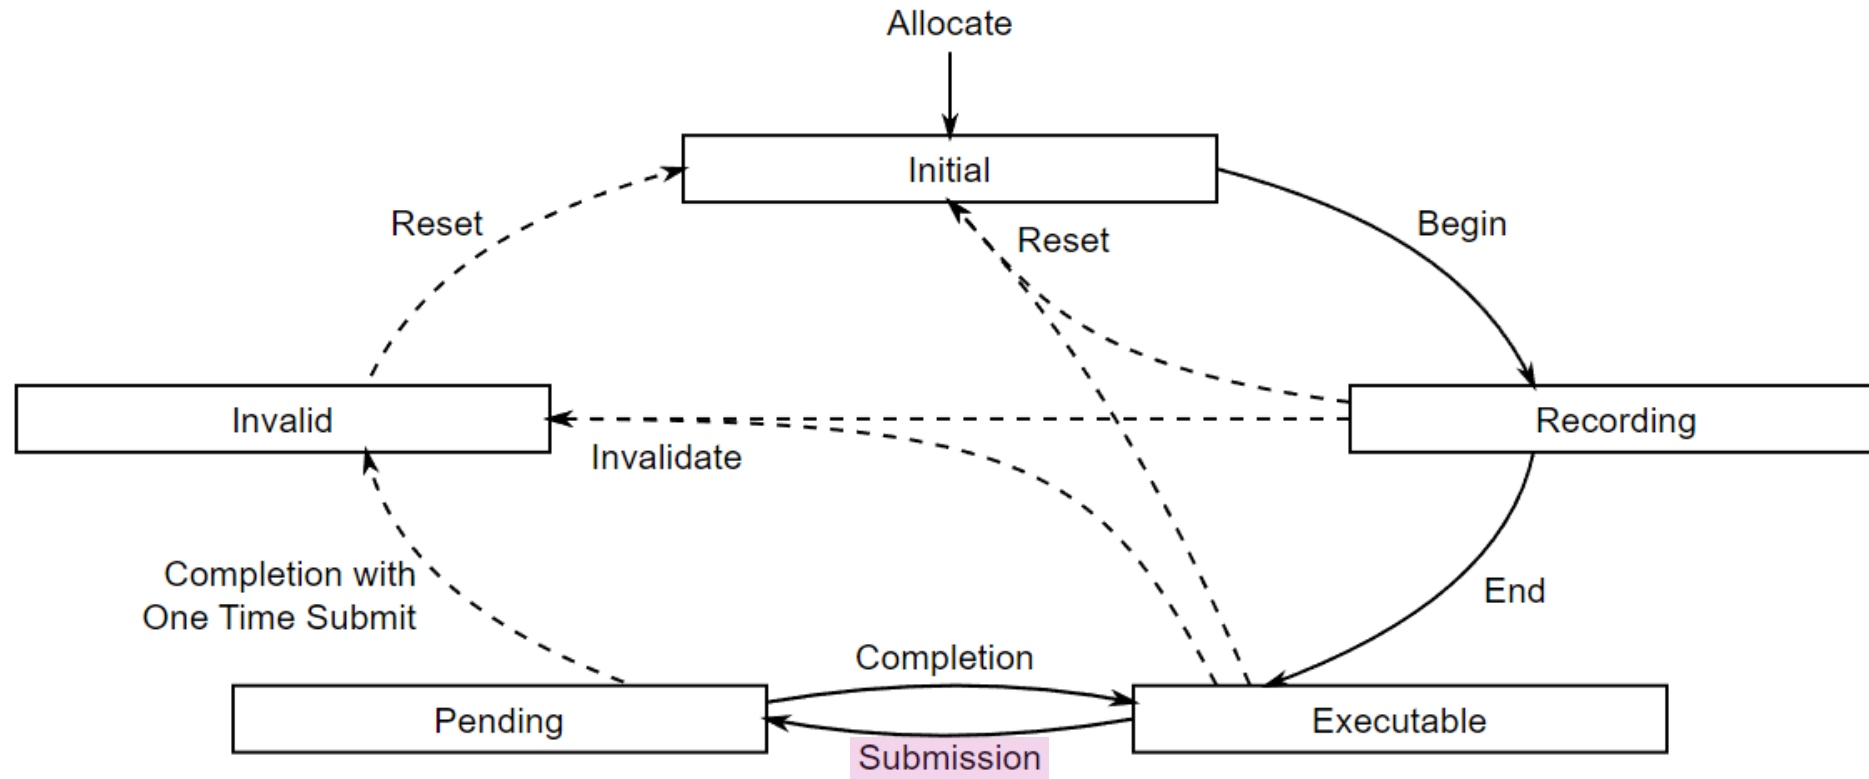 Allocate
Initial
Reset
Reset
Begin
Invalid
Recording
Invalidate
Completion with
One Time Submit
End
Completion
Pending
Executable
Submission